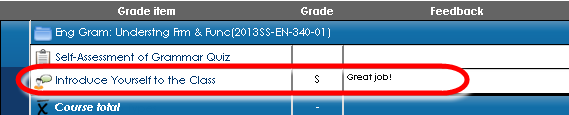 Grade item Grade Feedback
Eng Gram: Understng Frm & Func(2013SS-EN-340-01)
Self-Assessment of Grammar Quiz
Introduce Yourself to the Class S Great job!
Course total -